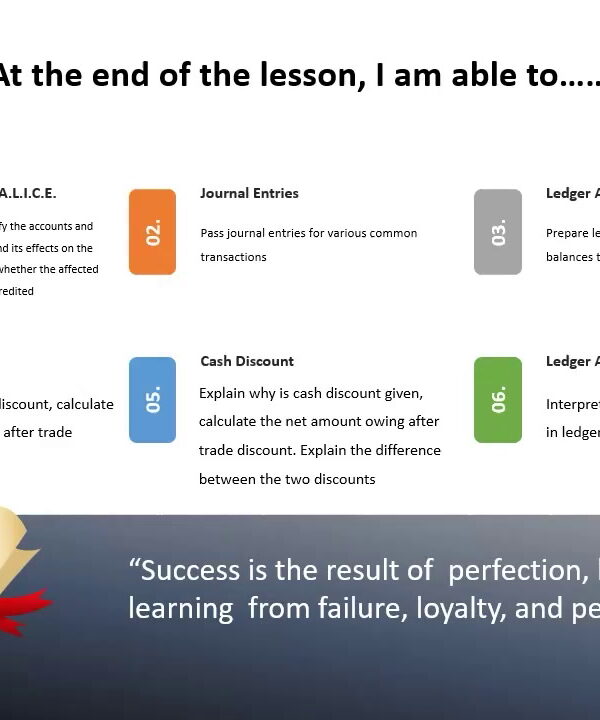 At the end of the lesson, I am able to.....
A.L.I.C.E.
fy the accounts and
nd its effects on the
whether the affected
redited
02.
Journal Entries
Pass journal entries for various common
transactions
03.
Ledger A
Prepare le
balances t
discount, calculate
after trade
05.
Cash Discount
Explain why is cash discount given,
calculate the net amount owing after
trade discount. Explain the difference
between the two discounts
06.
Ledger A
Interpret
in ledger
“Success is the result of perfection,
learning from failure, loyalty, and pe